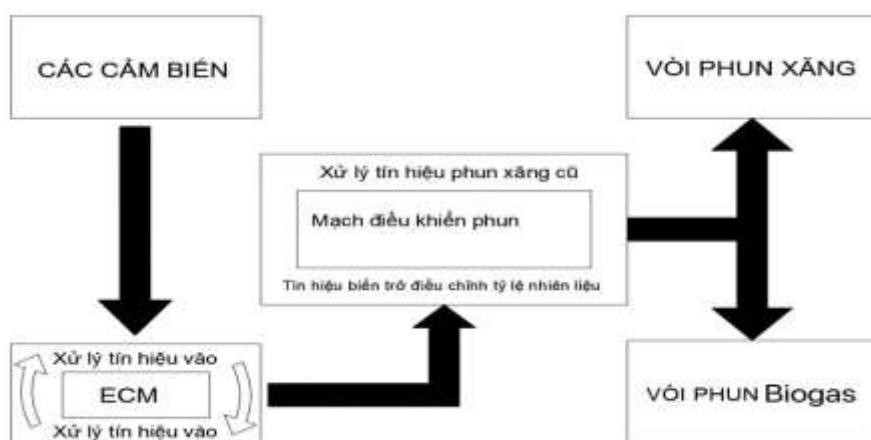 CÁC CẢM BIẾN
VÒI PHUN XĂNG
Xử lý tín hiệu phun xăng cũ
Mạch điều khiển phun
Tín hiệu biến trở điều chỉnh tỷ lệ nhiên liệu
Xử lý tín hiệu vào
ECM
Xử lý tín hiệu vào
VÒI PHUN Biogas